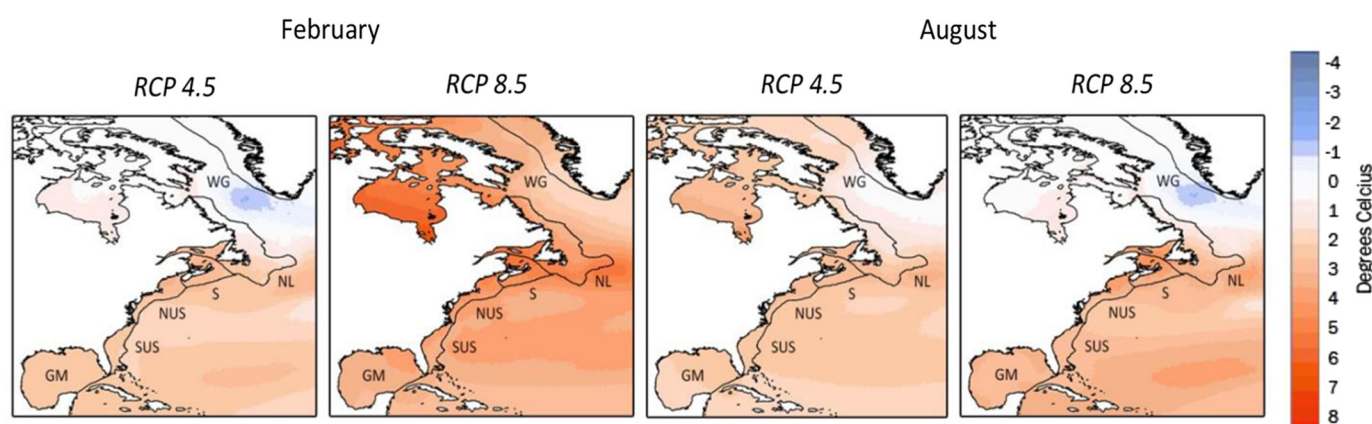 February
August
RCP 4.5
RCP 8.5
RCP 4.5
RCP 8.5
WG
NL
S
NUS
SUS
GM
WG
NL
S
NUS
SUS
GM
WG
NL
S
NUS
SUS
GM
WG
NL
S
NUS
SUS
GM
-4
-3
-2
-1
0
1
2
3
4
5
6
7
8
Degrees Celcius